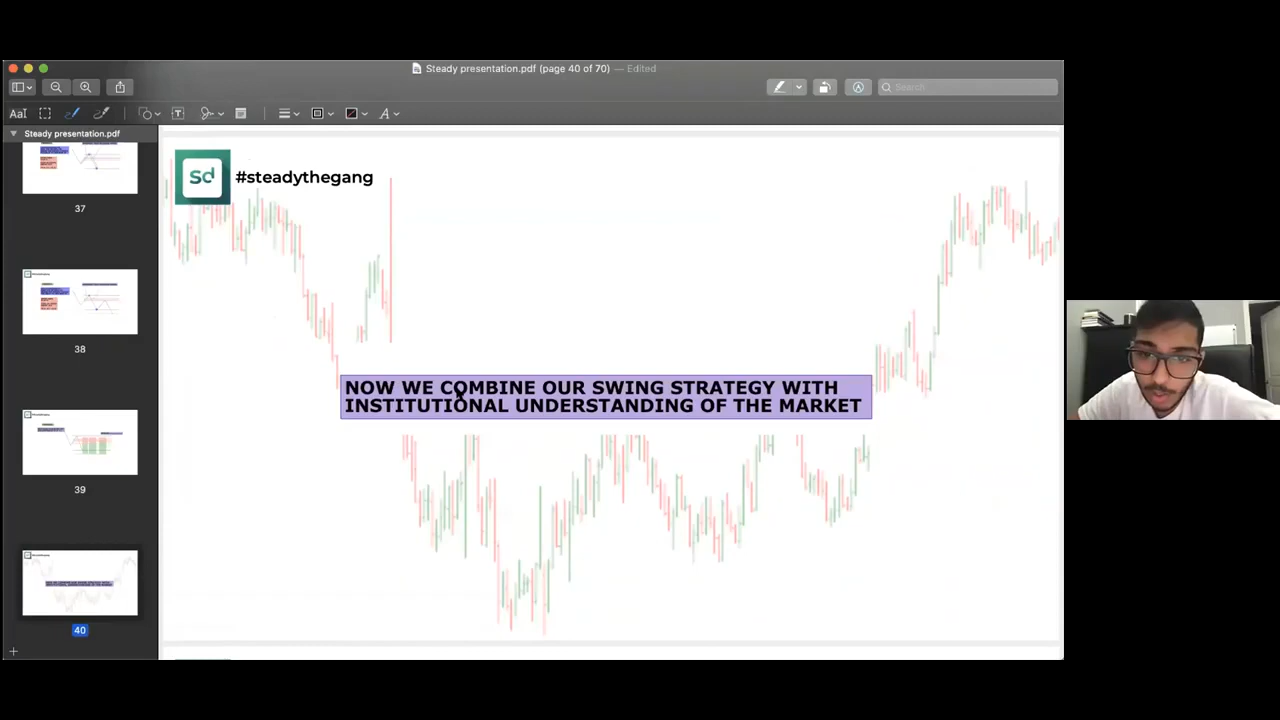 Steady presentation.pdf (page 40 of 70) — Edited
Search
AaI
T
A
Steady presentation.pdf
37
38
39
40
Sd
#steadythegang
NOW WE COMBINE OUR SWING STRATEGY WITH
INSTITUTIONAL UNDERSTANDING OF THE MARKET